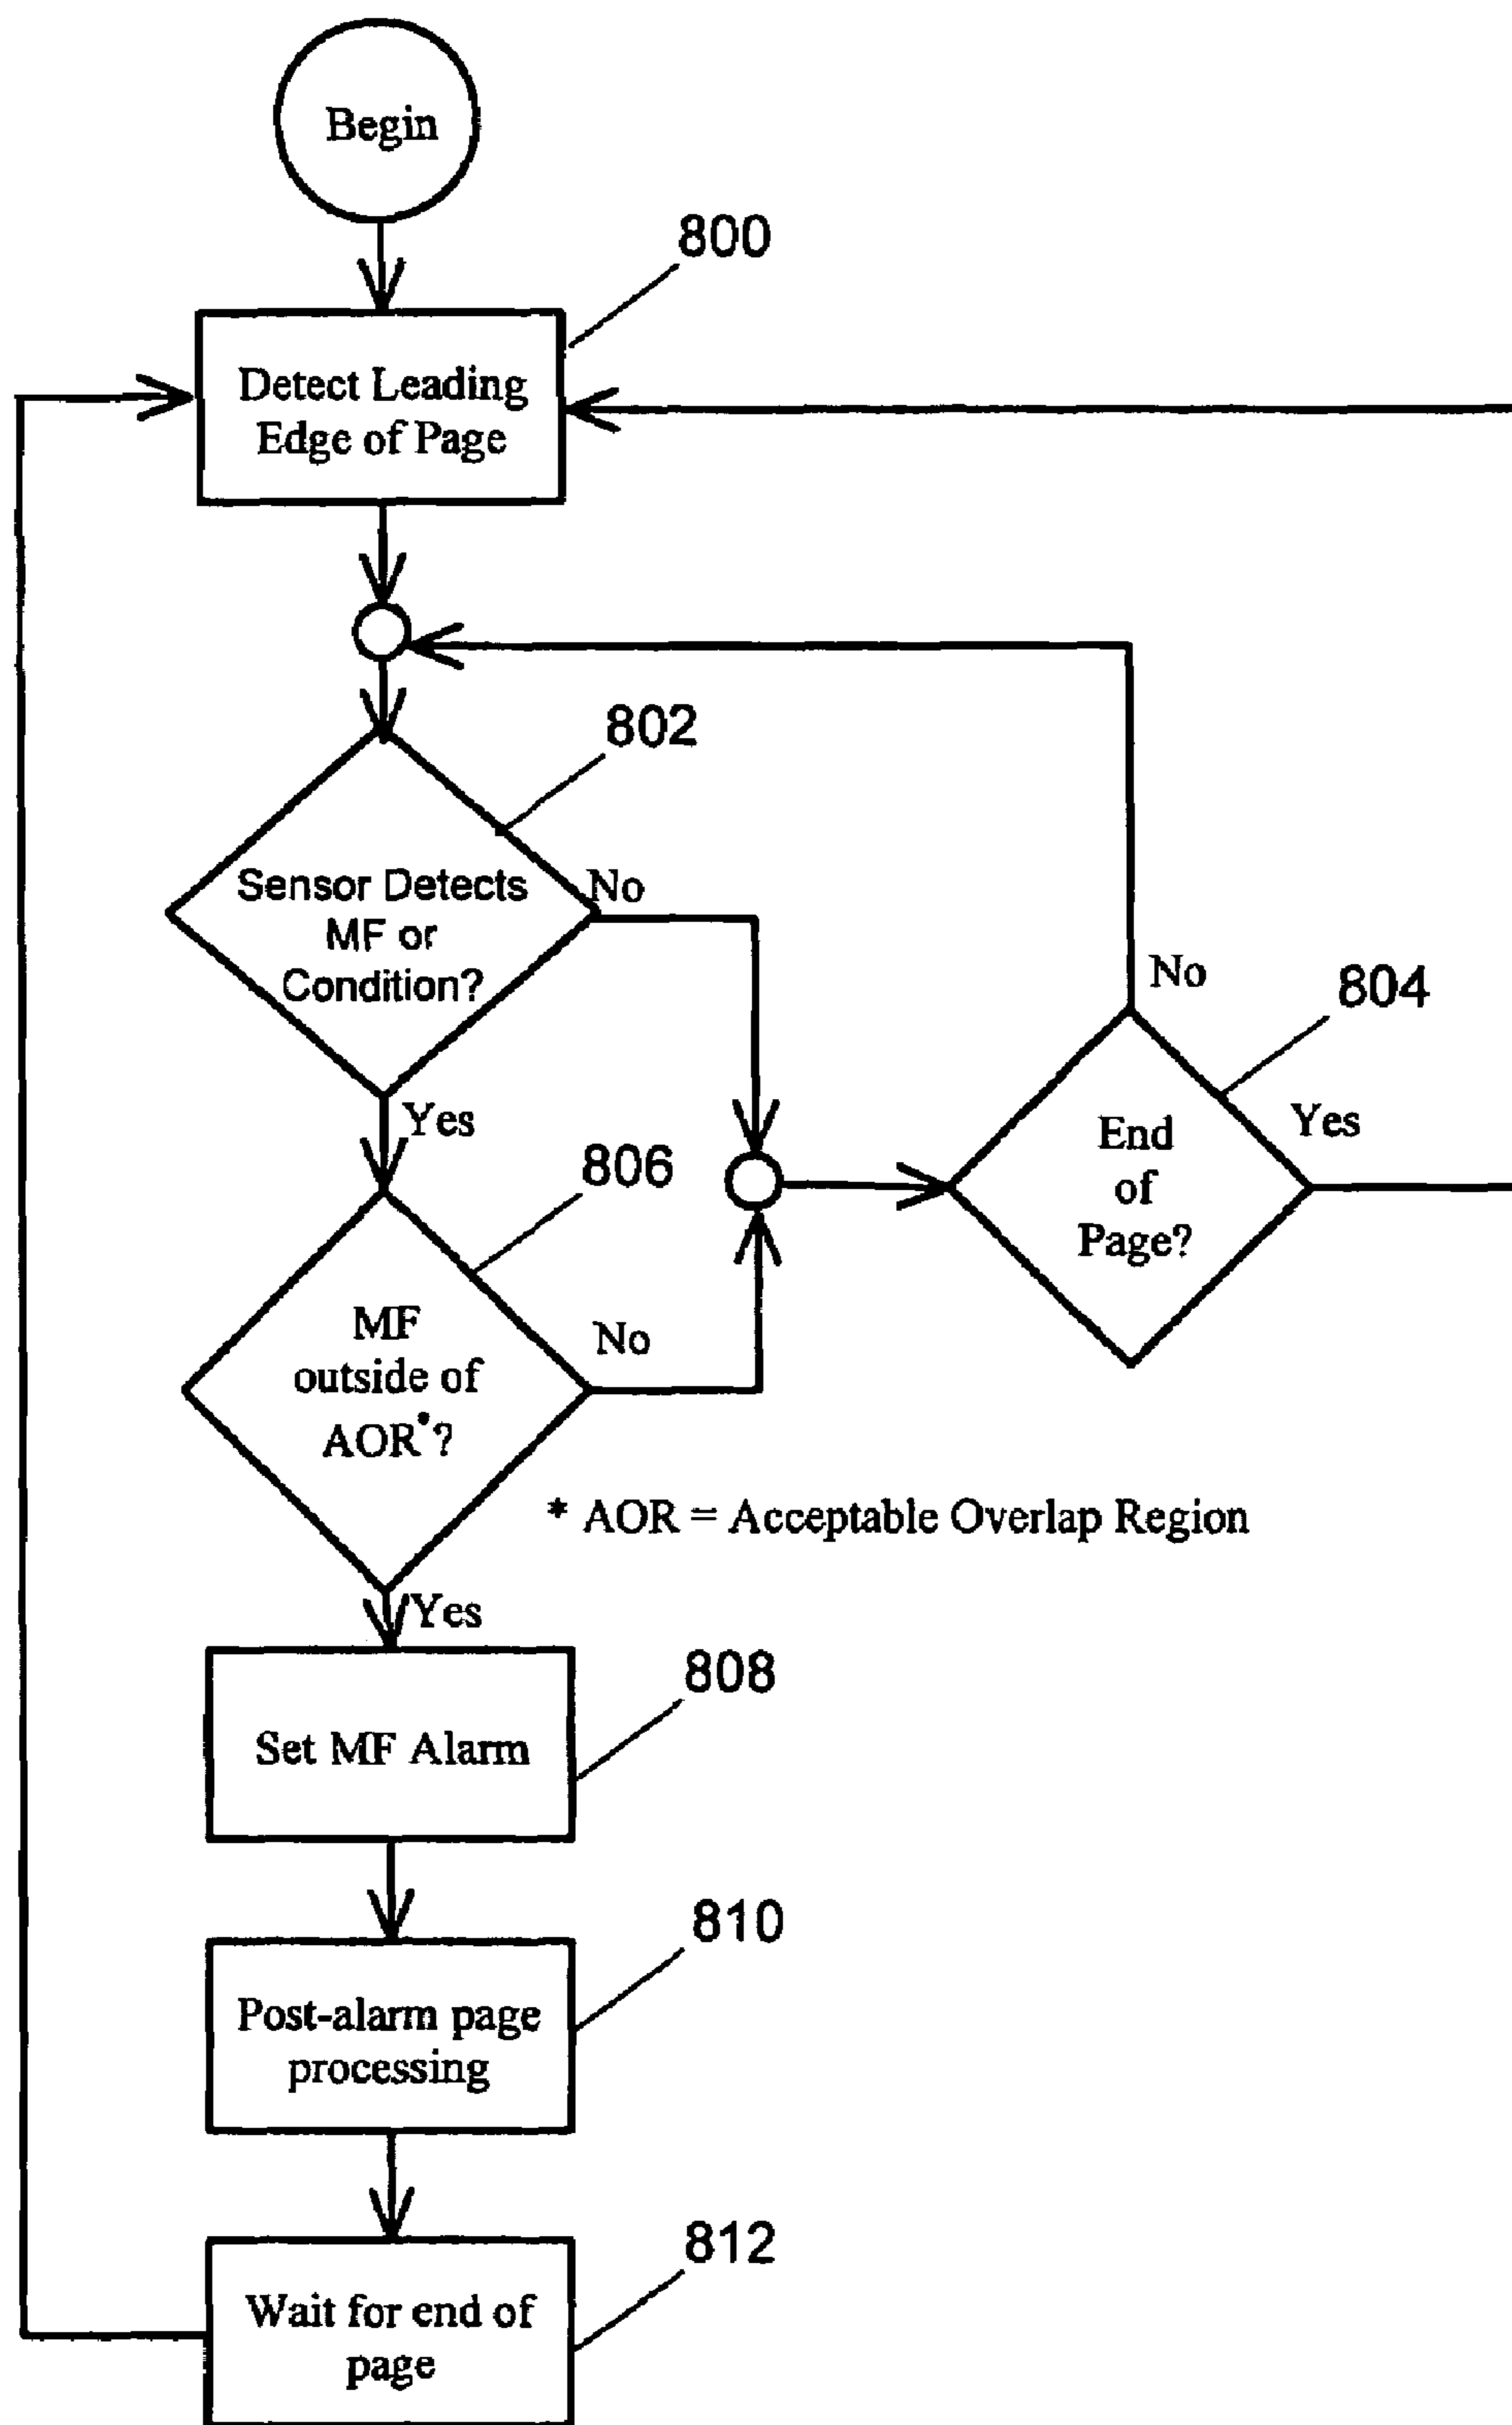 Begin
800
Detect Leading
Edge of Page
802
Sensor Detects
MF or
Condition?
No
Yes
No
804
End
of
Page?
Yes
806
MF
outside of
AOR*?
No
* AOR = Acceptable Overlap Region
Yes
808
Set MF Alarm
810
Post-alarm page
processing
812
Wait for end of
page